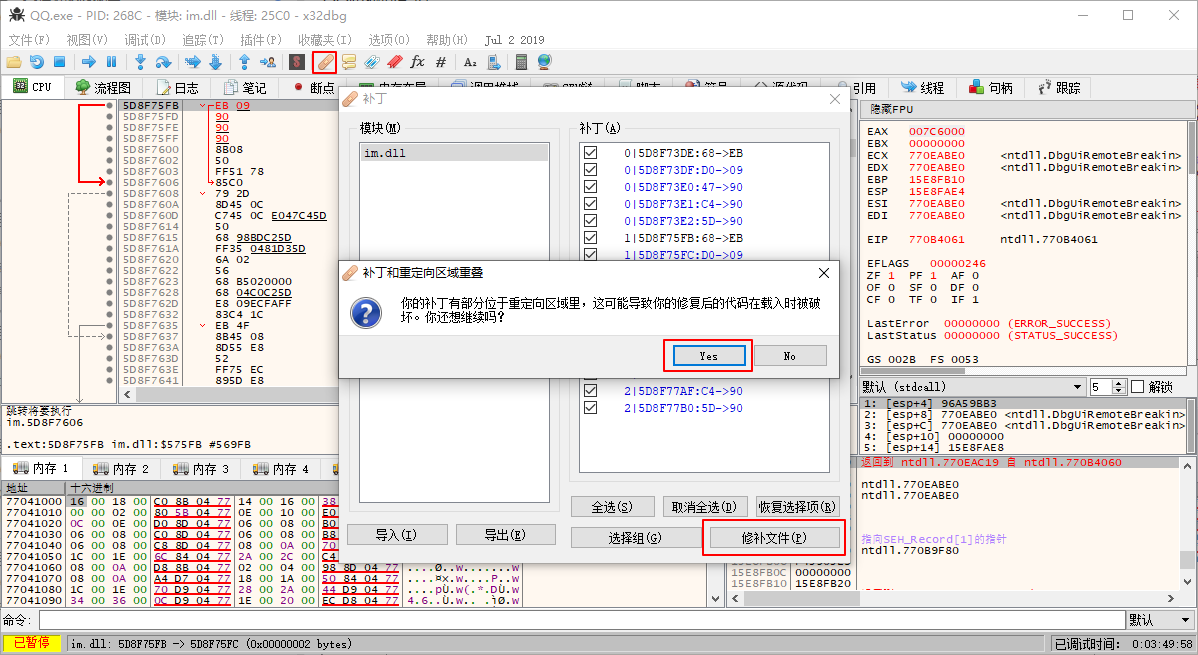 QQ.exe - PID: 268C - 模块: im.dll - 线程: 25C0 - x32dbg
文件(F) 视图(V) 调试(D) 追踪(T) 插件(P) 收藏夹(I) 选项(O) 帮助(H) Jul 2 2019
CPU 流程图 日志 笔记 断点 引用 线程 句柄 跟踪
5D8F75FB EB 09
5D8F75FD 90
5D8F75FE 90
5D8F75FF 90
5D8F7600 8B08
5D8F7602 50
5D8F7603 FF51 78
5D8F7606 85C0
5D8F7608 79 2D
5D8F760A 8D45 0C
5D8F760D C745 0C E047C45D
5D8F7614 50
5D8F7615 68 98BDC25D
5D8F761A FF35 0481D35D
5D8F7620 6A 02
5D8F7622 56
5D8F7623 68 B5020000
5D8F7628 68 04C0C25D
5D8F762D E8 09ECFAFF
5D8F7632 83C4 1C
5D8F7635 EB 4F
5D8F7637 8B45 08
5D8F763A 8D55 E8
5D8F763D 52
5D8F763E FF75 EC
5D8F7641 895D E8
跳转将要执行
im.5D8F7606
.text:5D8F75FB im.dll:$575FB #569FB
补丁
模块(M)
im.dll
补丁(A)
0|5D8F73DE:68->EB
0|5D8F73DF:D0->09
0|5D8F73E0:47->90
0|5D8F73E1:C4->90
0|5D8F73E2:5D->90
1|5D8F75FB:68->EB
1|5D8F75FC:D0->09
2|5D8F77AF:C4->90
2|5D8F77B0:5D->90
全选(S) 取消全选(D) 恢复选择项(R)
导入(I) 导出(E) 选择组(G) 修补文件(P)
补丁和重定向区域重叠
你的补丁有部分位于重定向区域里，这可能导致你的修复后的代码在载入时被破
坏。你还想继续吗？
Yes No
隐藏FPU
EAX 007C6000
EBX 00000000
ECX 770EABE0 <ntdll.DbgUiRemoteBreakin>
EDX 770EABE0 <ntdll.DbgUiRemoteBreakin>
EBP 15E8FB10
ESP 15E8FAE4
ESI 770EABE0 <ntdll.DbgUiRemoteBreakin>
EDI 770EABE0 <ntdll.DbgUiRemoteBreakin>
EIP 770B4061 ntdll.770B4061
EFLAGS 00000246
ZF 1 PF 1 AF 0
OF 0 SF 0 DF 0
CF 0 TF 0 IF 1
LastError 00000000 (ERROR_SUCCESS)
LastStatus 00000000 (STATUS_SUCCESS)
GS 002B FS 0053
默认 (stdcall) 5 解锁
1: [esp+4] 96A59BB3
2: [esp+8] 770EABE0 <ntdll.DbgUiRemoteBreakin>
3: [esp+C] 770EABE0 <ntdll.DbgUiRemoteBreakin>
4: [esp+10] 00000000
5: [esp+14] 15E8FAE8
返回到 ntdll.770EAC19 自 ntdll.770B4060
ntdll.770EABE0
ntdll.770EABE0
指向SEH_Record[1]的指针
ntdll.770B9F80
15E8FB0C 00000000
15E8FB10 15E8FB20
内存 1 内存 2 内存 3 内存 4
地址 十六进制
77041000 16 00 18 00 C0 8B 04 77 14 00 16 00 38
77041010 00 00 02 00 80 5B 04 77 0E 00 10 00 E0
77041020 0C 00 0E 00 D0 8D 04 77 06 00 08 00 B0
77041030 06 00 08 00 C0 8D 04 77 06 00 08 00 B8
77041040 06 00 08 00 C8 8D 04 77 08 00 0A 00 70
77041050 1C 00 1E 00 6C 84 04 77 2A 00 2C 00 C4
77041060 08 00 0A 00 D8 8B 04 77 02 00 04 00 98 8D 04 77
77041070 08 00 0A 00 A4 D7 04 77 18 00 1A 00 50 84 04 77
77041080 1C 00 1E 00 70 D9 04 77 28 00 2A 00 44 D9 04 77
77041090 34 00 36 00 0C D9 04 77 1E 00 20 00 EC D8 04 77
命令: 默认
已暂停 im.dll: 5D8F75FB -> 5D8F75FC (0x00000002 bytes) 已调试时间: 0:03:49:58